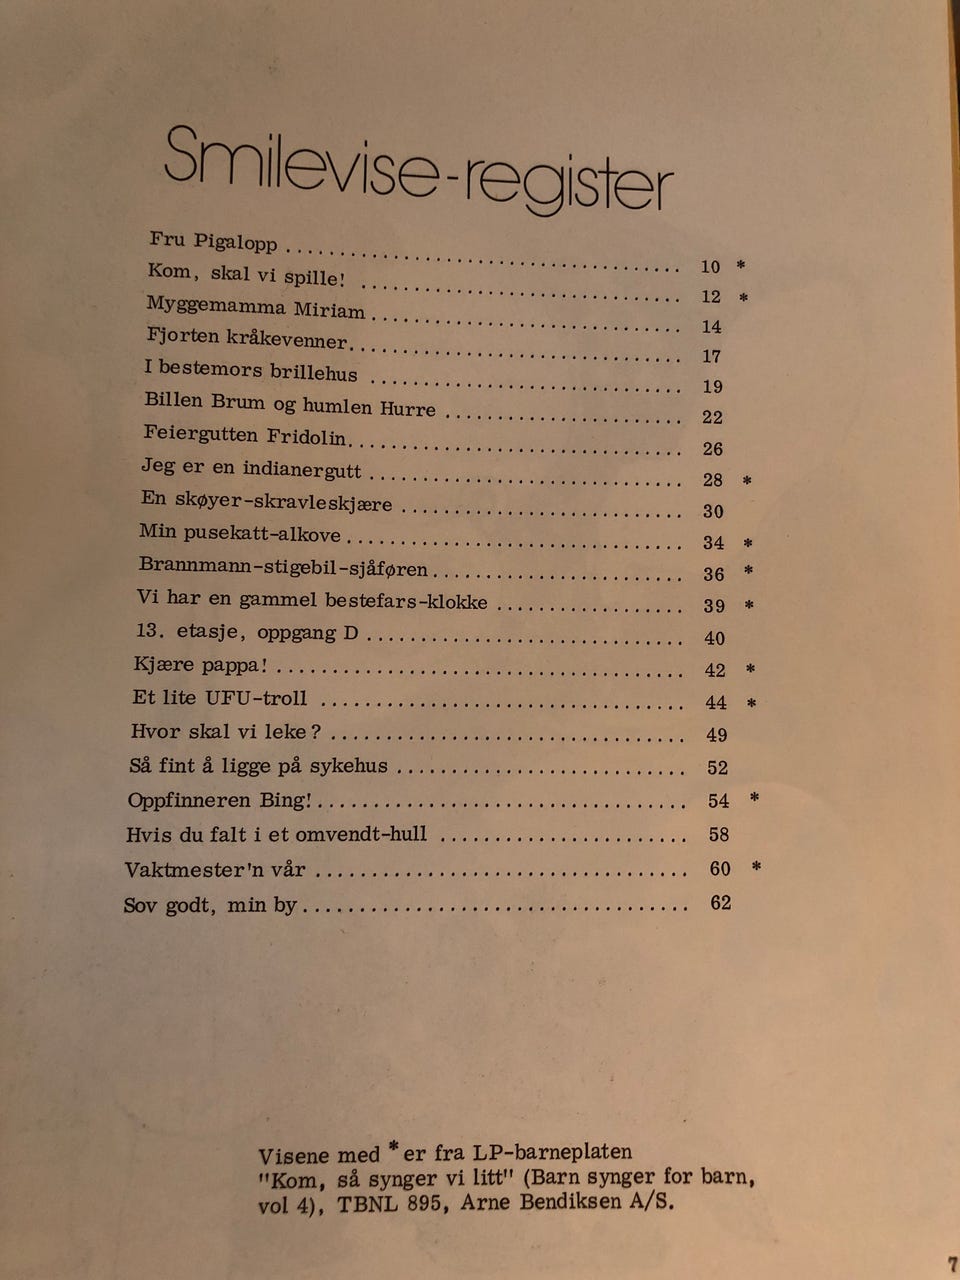 Smilevise-register
Fru Pigalopp ........................................ 10 *
Kom, skal vi spille! ................................ 12 *
Myggemamma Miriam ................................ 14
Fjorten kråkevenner ................................ 17
I bestemors brillehus ................................ 19
Billen Brum og humlen Hurre ........................ 22
Feiergutten Fridolin ................................ 26
Jeg er en indianergutt ................................ 28 *
En skøyer-skravleskjære ............................ 30
Min pusekatt-alkove ................................ 34 *
Brannmann-stigebil-sjåføren ........................ 36 *
Vi har en gammel bestefars-klokke .................. 39 *
13. etasje, oppgang D ................................ 40
Kjære pappa! ........................................ 42 *
Et lite UFU-troll .................................... 44 *
Hvor skal vi leke? .................................. 49
Så fint å ligge på sykehus .......................... 52
Oppfinneren Bing! .................................. 54 *
Hvis du falt i et omvendt-hull ...................... 58
Vaktmester'n vår .................................... 60 *
Sov godt, min by .................................... 62
Visene med * er fra LP-barneplaten
"Kom, så synger vi litt" (Barn synger for barn,
vol 4), TBNL 895, Arne Bendiksen A/S.
7